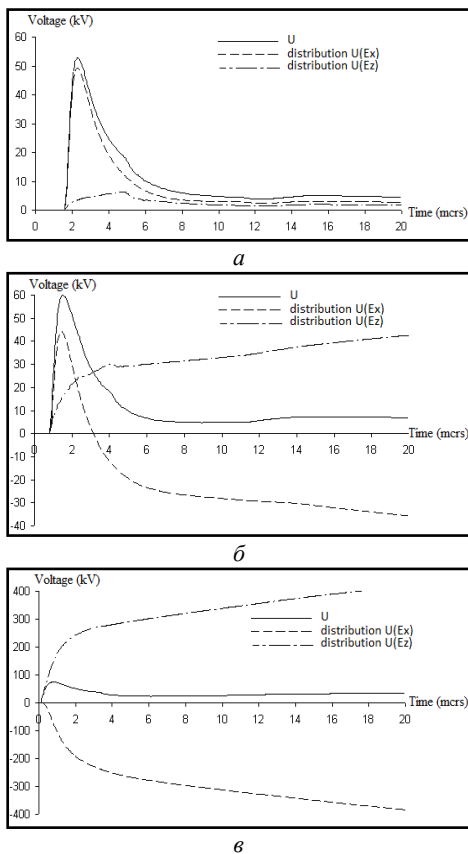 Voltage (kV)
60
50
40
30
20
10
0
U
distribution U(Ex)
distribution U(Ez)
Time (mcrs)
0 2 4 6 8 10 12 14 16 18 20
а
Voltage (kV)
60
50
40
30
20
10
0
-10
-20
-30
-40
U
distribution U(Ex)
distribution U(Ez)
Time (mcrs)
0 2 4 6 8 10 12 14 16 18 20
б
Voltage (kV)
400
300
200
100
0
-100
-200
-300
-400
U
distribution U(Ex)
distribution U(Ez)
Time (mcrs)
0 2 4 6 8 10 12 14 16 18 20
в